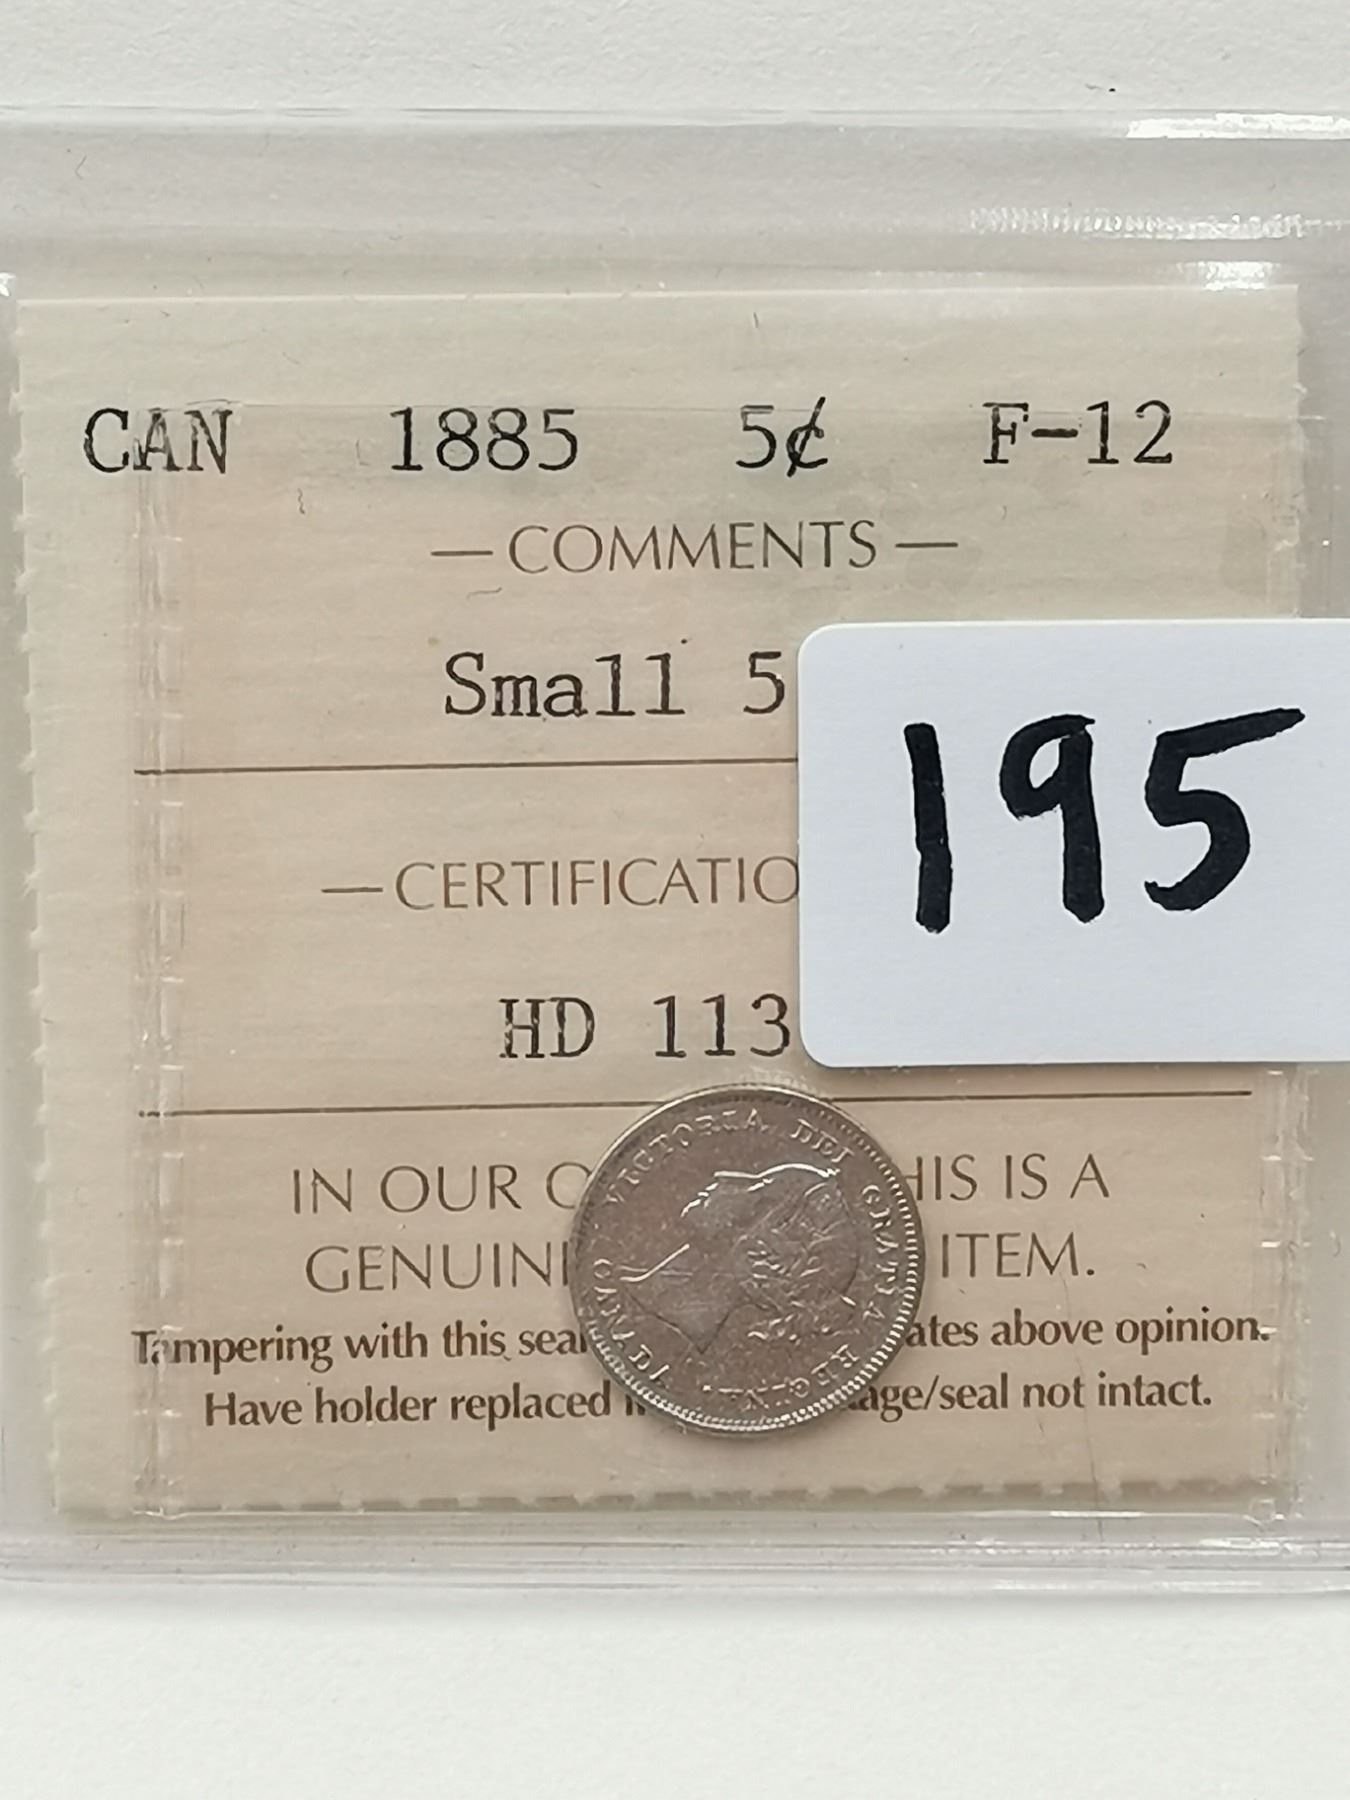 CAN 1885 5¢ F-12
— COMMENTS —
Small 5
195
— CERTIFICATIO
HD 113
IN OUR O HIS IS A
GENUIN ITEM.
Tampering with this seal ates above opinion.
Have holder replaced age/seal not intact.
VICTORIA DEI GRATIA REGINA. CANADA